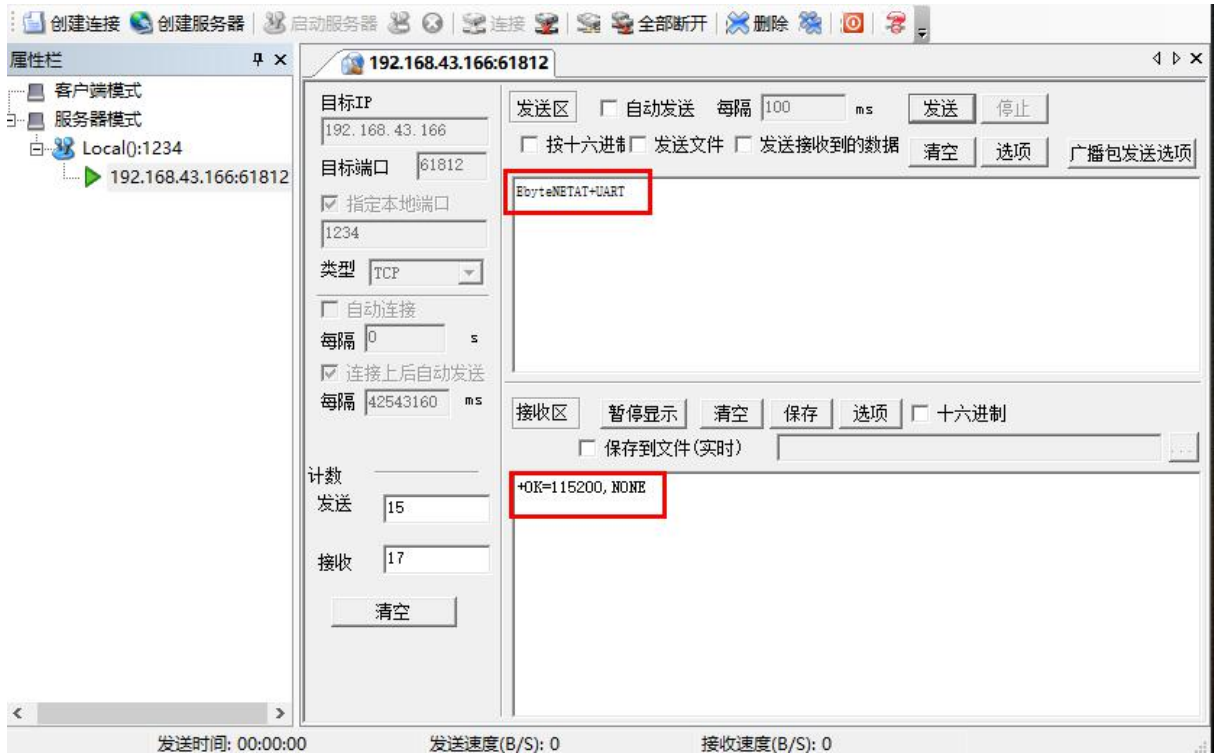 创建连接 创建服务器 启动服务器 连接 全部断开 删除
属性栏
客户端模式
服务器模式
Local():1234
192.168.43.166:61812
192.168.43.166:61812
目标IP
192.168.43.166
目标端口 61812
指定本地端口
1234
类型 TCP
自动连接
每隔 0 s
连接上后自动发送
每隔 42543160 ms
计数
发送 15
接收 17
清空
发送区 自动发送 每隔 100 ms 发送 停止
按十六进制 发送文件 发送接收到的数据 清空 选项 广播包发送选项
EbyteNETAT+UART
接收区 暂停显示 清空 保存 选项 十六进制
保存到文件(实时) ...
+OK=115200,NONE
发送时间: 00:00:00 发送速度(B/S): 0 接收速度(B/S): 0